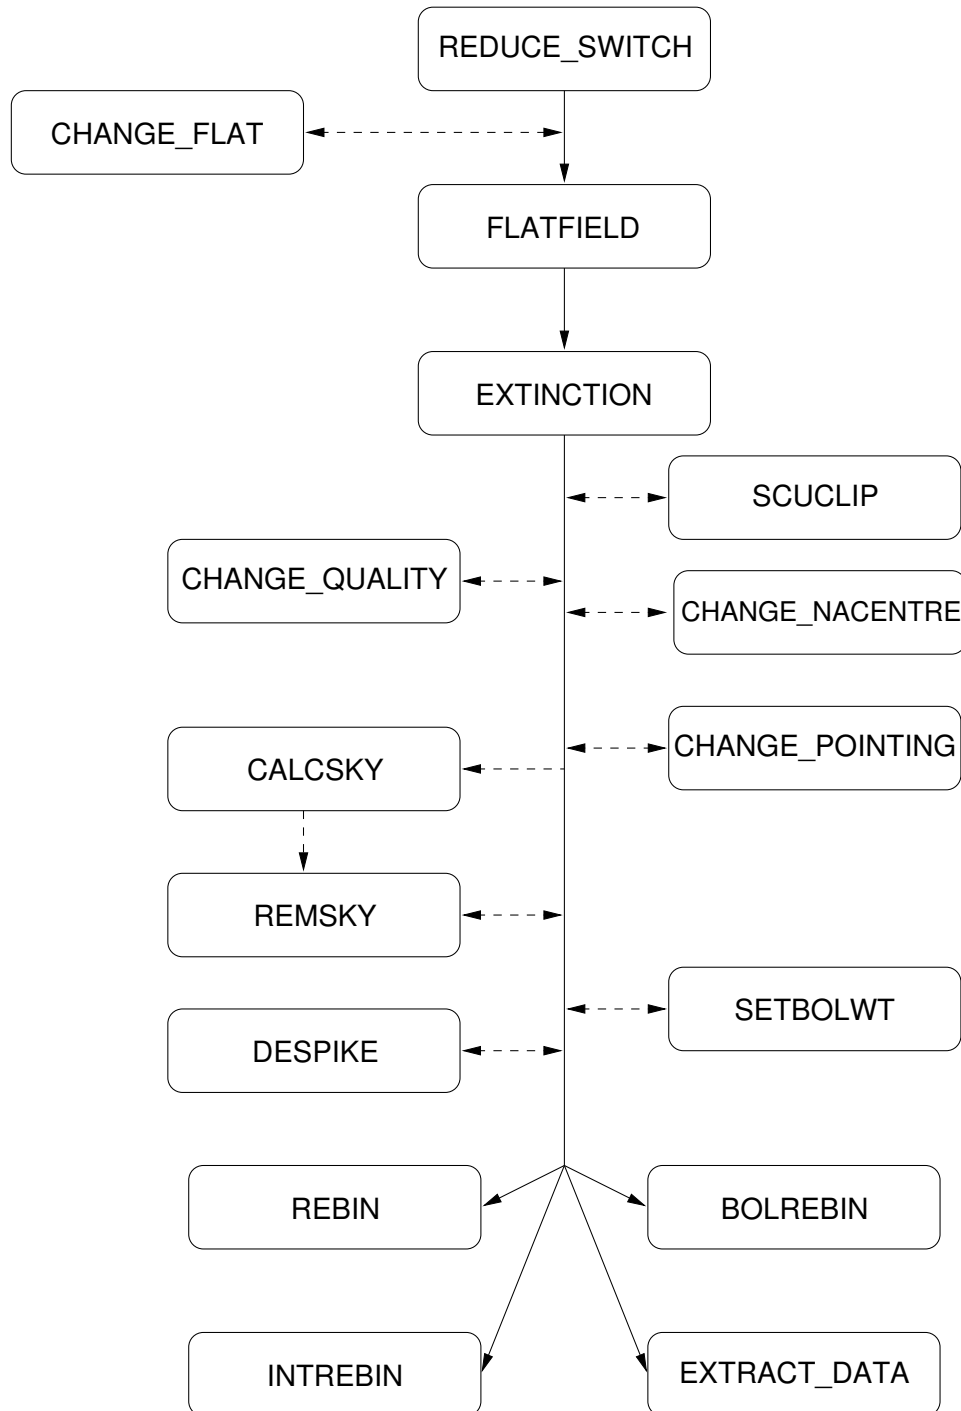 REDUCE_SWITCH
CHANGE_FLAT
FLATFIELD
EXTINCTION
SCUCLIP
CHANGE_QUALITY
CHANGE_NACENTRE
CHANGE_POINTING
CALCSKY
REMSKY
SETBOLWT
DESPIKE
REBIN
BOLREBIN
INTREBIN
EXTRACT_DATA